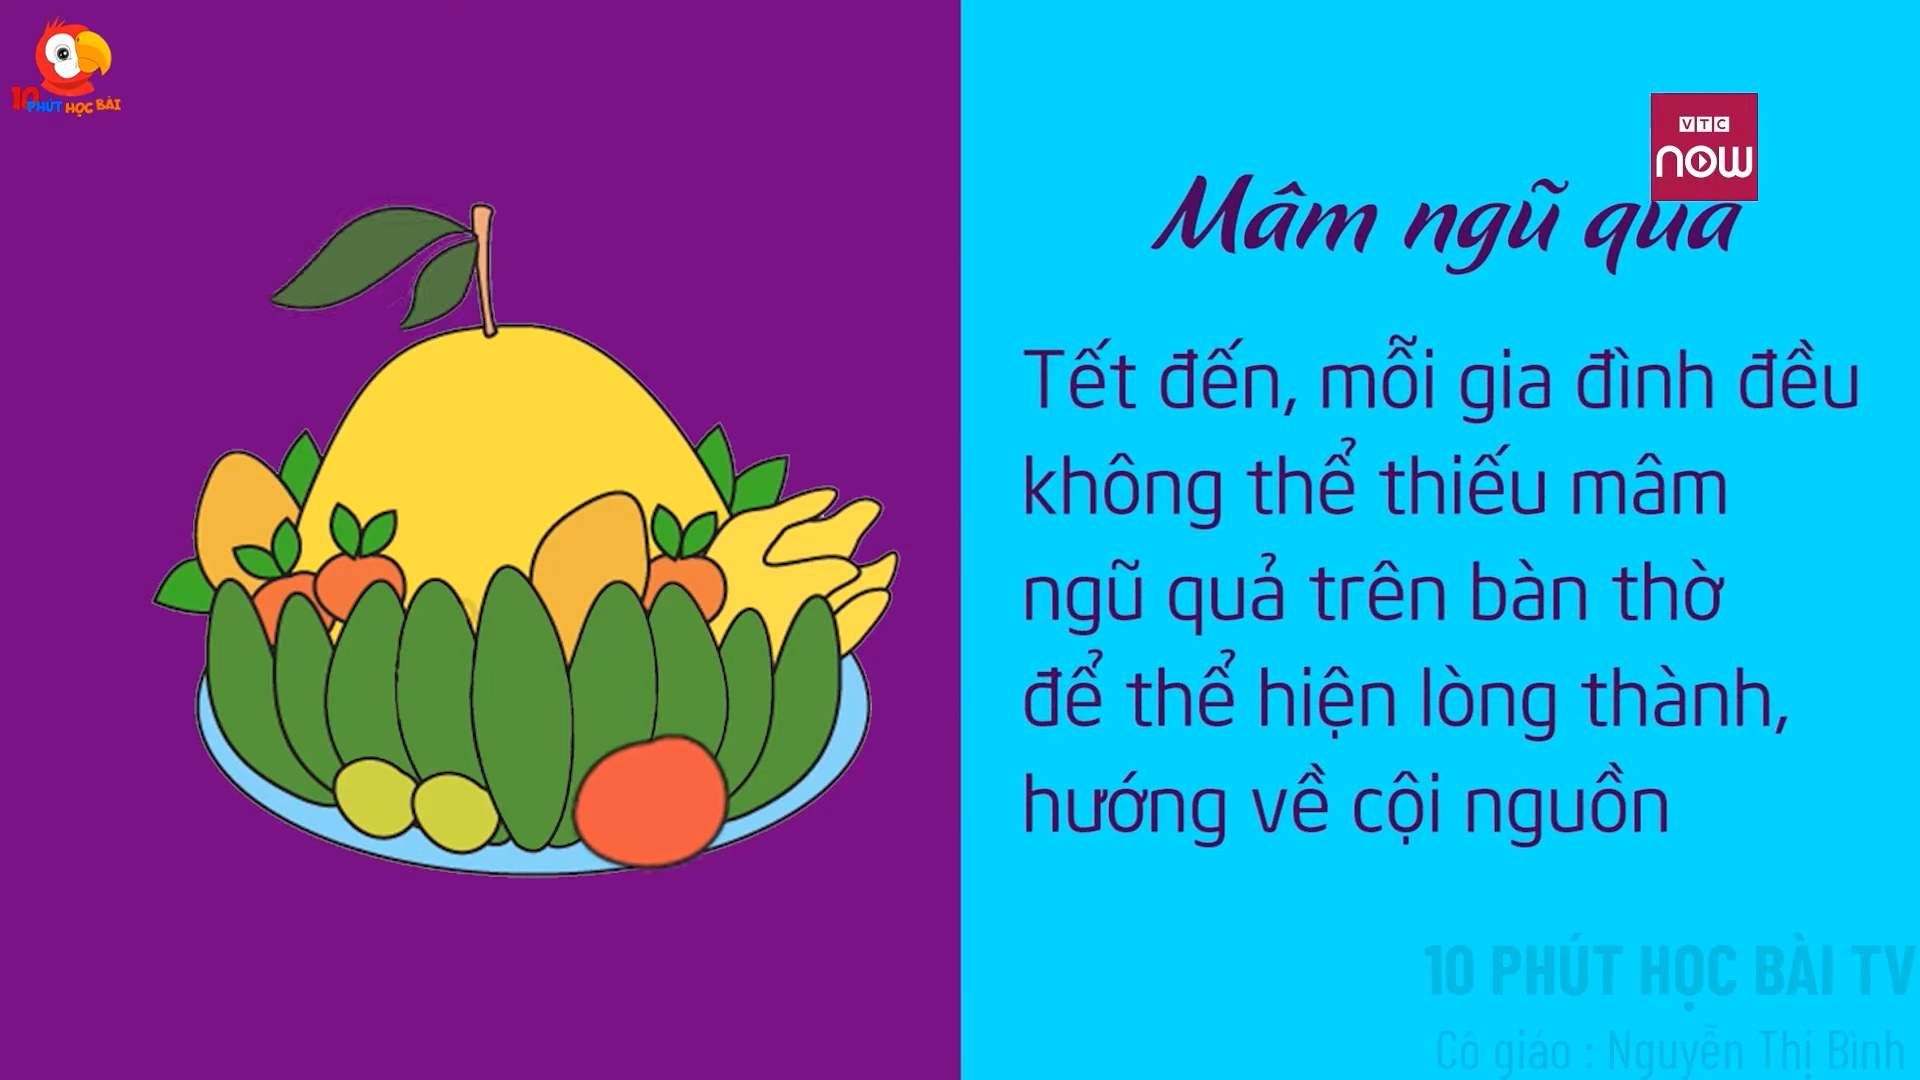 10 PHÚT HỌC BÀI
VTC
now
Mâm ngũ quả
Tết đến, mỗi gia đình đều
không thể thiếu mâm
ngũ quả trên bàn thờ
để thể hiện lòng thành,
hướng về cội nguồn
10 PHÚT HỌC BÀI TV
Cô giáo : Nguyễn Thị Bình